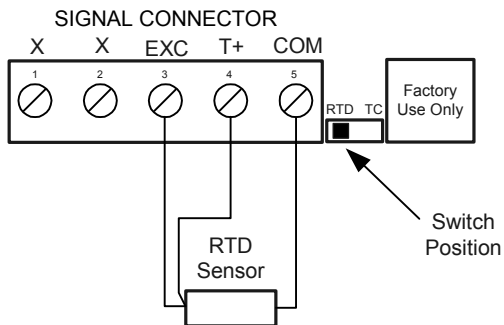 SIGNAL CONNECTOR
X X EXC T+ COM
1 2 3 4 5
Factory
Use Only
RTD TC
Switch
Position
RTD
Sensor